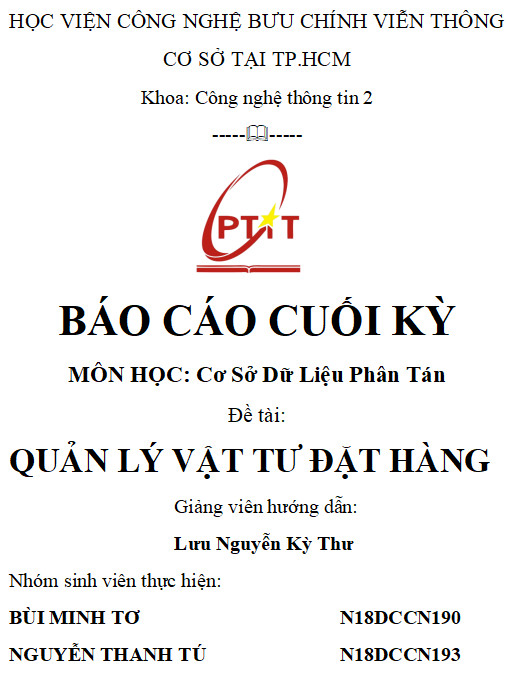 HỌC VIỆN CÔNG NGHỆ BƯU CHÍNH VIỄN THÔNG
CƠ SỞ TẠI TP.HCM
Khoa: Công nghệ thông tin 2
-----🕮-----
PTIT
BÁO CÁO CUỐI KỲ
MÔN HỌC: Cơ Sở Dữ Liệu Phân Tán
Đề tài:
QUẢN LÝ VẬT TƯ ĐẶT HÀNG
Giảng viên hướng dẫn:
Lưu Nguyễn Kỳ Thư
Nhóm sinh viên thực hiện:
BÙI MINH TƠ N18DCCN190
NGUYỄN THANH TÚ N18DCCN193